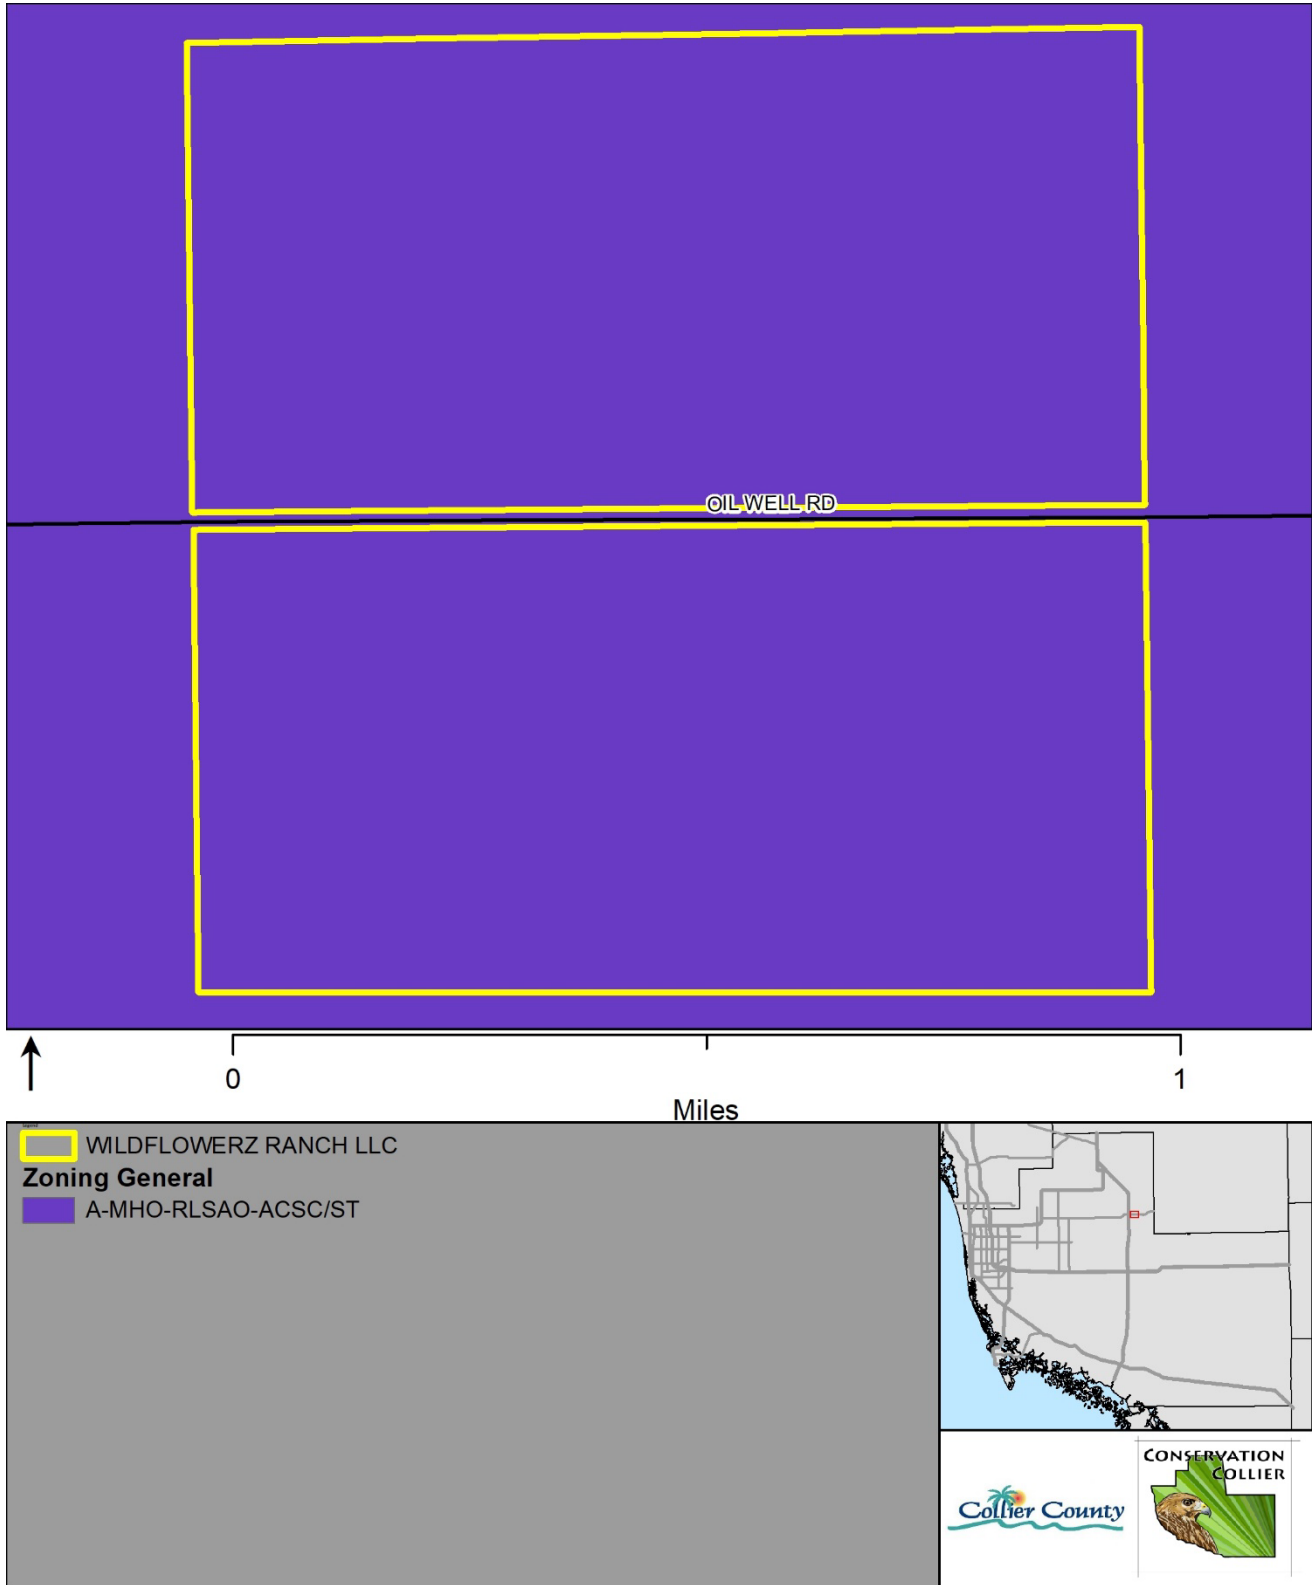 OIL WELL RD
0
1
Miles
WILDFLOWERZ RANCH LLC
Zoning General
A-MHO-RLSAO-ACSC/ST
CONSERVATION
COLLIER
Collier County